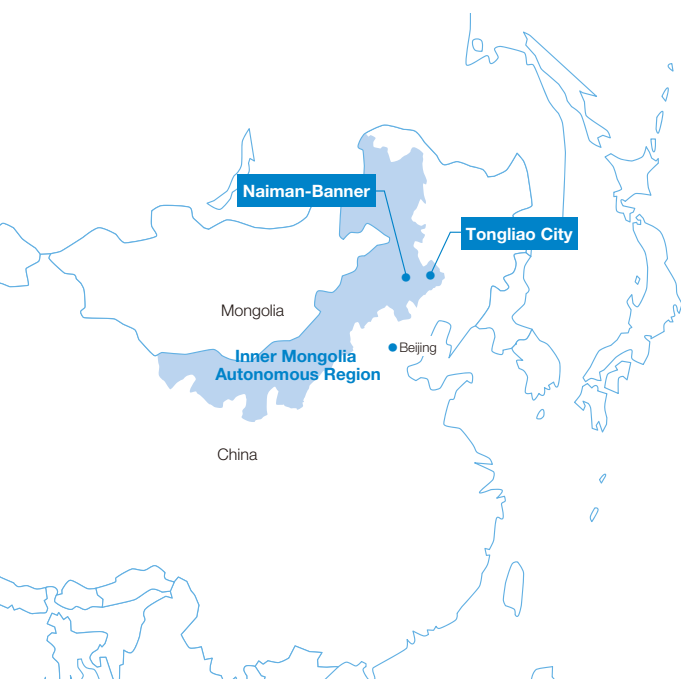 Naiman-Banner
Tongliao City
Mongolia
Beijing
Inner Mongolia
Autonomous Region
China